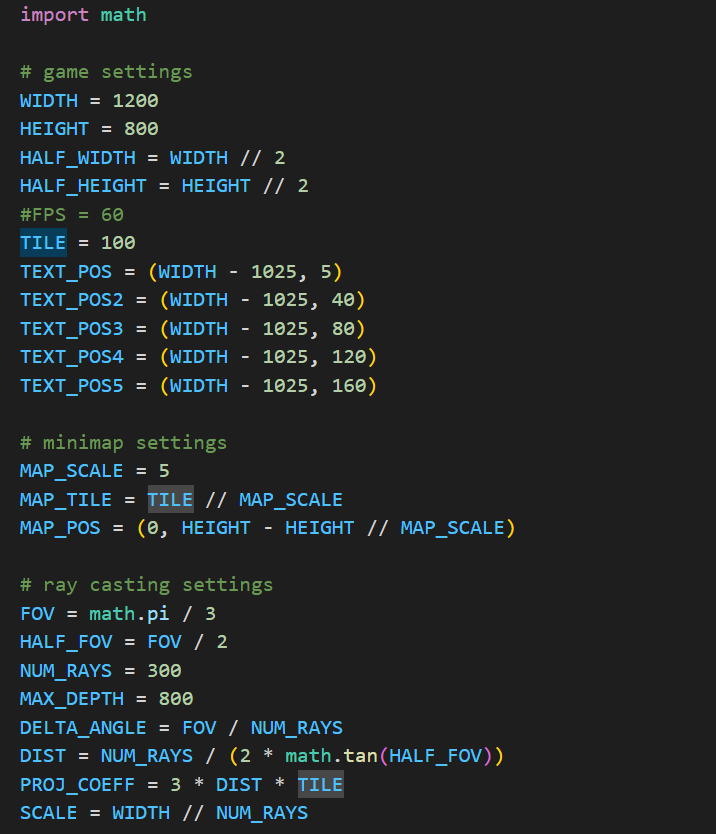 import math
# game settings
WIDTH = 1200
HEIGHT = 800
HALF_WIDTH = WIDTH // 2
HALF_HEIGHT = HEIGHT // 2
#FPS = 60
TILE = 100
TEXT_POS = (WIDTH - 1025, 5)
TEXT_POS2 = (WIDTH - 1025, 40)
TEXT_POS3 = (WIDTH - 1025, 80)
TEXT_POS4 = (WIDTH - 1025, 120)
TEXT_POS5 = (WIDTH - 1025, 160)
# minimap settings
MAP_SCALE = 5
MAP_TILE = TILE // MAP_SCALE
MAP_POS = (0, HEIGHT - HEIGHT // MAP_SCALE)
# ray casting settings
FOV = math.pi / 3
HALF_FOV = FOV / 2
NUM_RAYS = 300
MAX_DEPTH = 800
DELTA_ANGLE = FOV / NUM_RAYS
DIST = NUM_RAYS / (2 * math.tan(HALF_FOV))
PROJ_COEFF = 3 * DIST * TILE
SCALE = WIDTH // NUM_RAYS